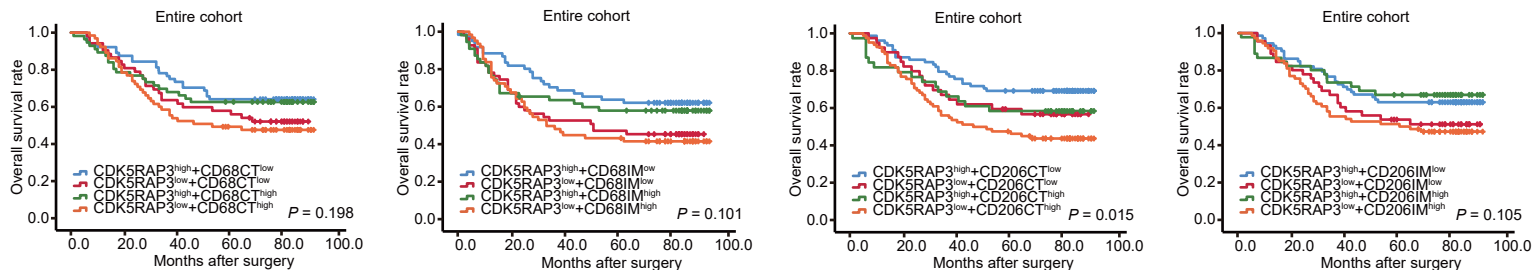 Entire cohort
Overall survival rate
1.0
0.8
0.6
0.4
0.2
0.0
CDK5RAP3high+CD68CTlow
CDK5RAP3low+CD68CTlow
CDK5RAP3high+CD68CThigh
CDK5RAP3low+CD68CThigh
P = 0.198
0.0 20.0 40.0 60.0 80.0 100.0
Months after surgery
Entire cohort
Overall survival rate
1.0
0.8
0.6
0.4
0.2
0.0
CDK5RAP3high+CD68IMlow
CDK5RAP3low+CD68IMlow
CDK5RAP3high+CD68IMhigh
CDK5RAP3low+CD68IMhigh
P = 0.101
0.0 20.0 40.0 60.0 80.0 100.0
Months after surgery
Entire cohort
Overall survival rate
1.0
0.8
0.6
0.4
0.2
0.0
CDK5RAP3high+CD206CTlow
CDK5RAP3low+CD206CTlow
CDK5RAP3high+CD206CThigh
CDK5RAP3low+CD206CThigh
P = 0.015
0.0 20.0 40.0 60.0 80.0 100.0
Months after surgery
Entire cohort
Overall survival rate
1.0
0.8
0.6
0.4
0.2
0.0
CDK5RAP3high+CD206IMlow
CDK5RAP3low+CD206IMlow
CDK5RAP3high+CD206IMhigh
CDK5RAP3low+CD206IMhigh
P = 0.105
0.0 20.0 40.0 60.0 80.0 100.0
Months after surgery